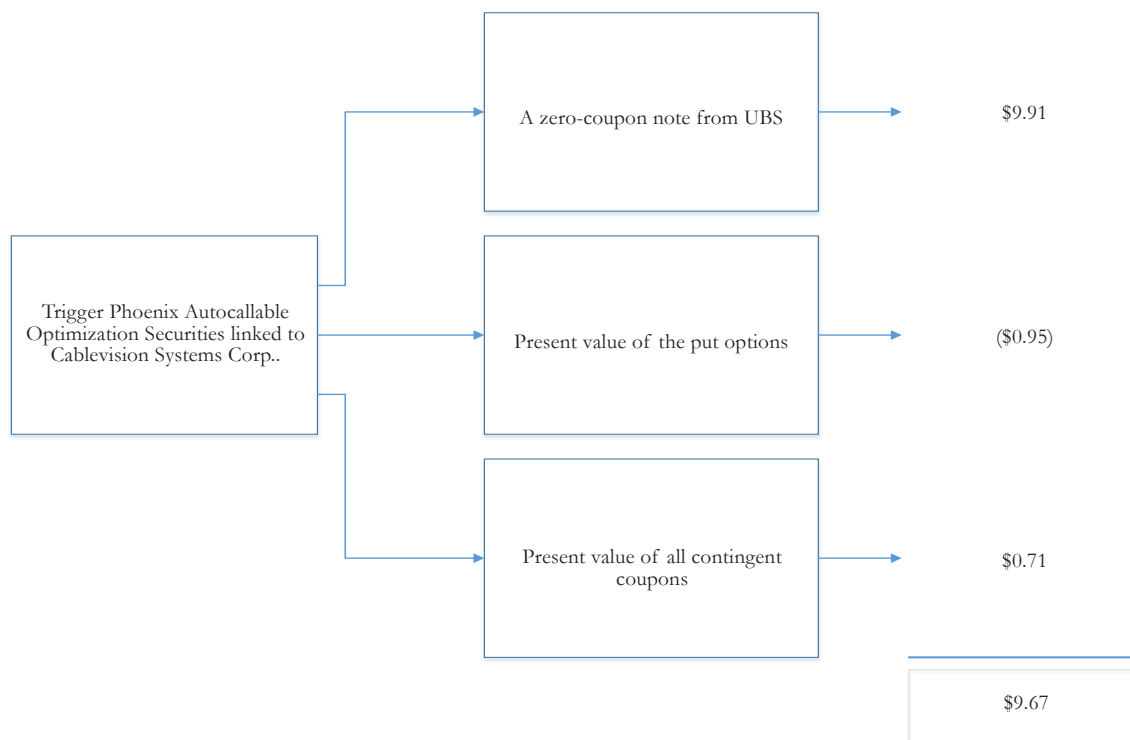 A zero-coupon note from UBS
$9.91
Trigger Phoenix Autocallable
Optimization Securities linked to
Cablevision Systems Corp..
Present value of the put options
($0.95)
Present value of all contingent
coupons
$0.71
$9.67